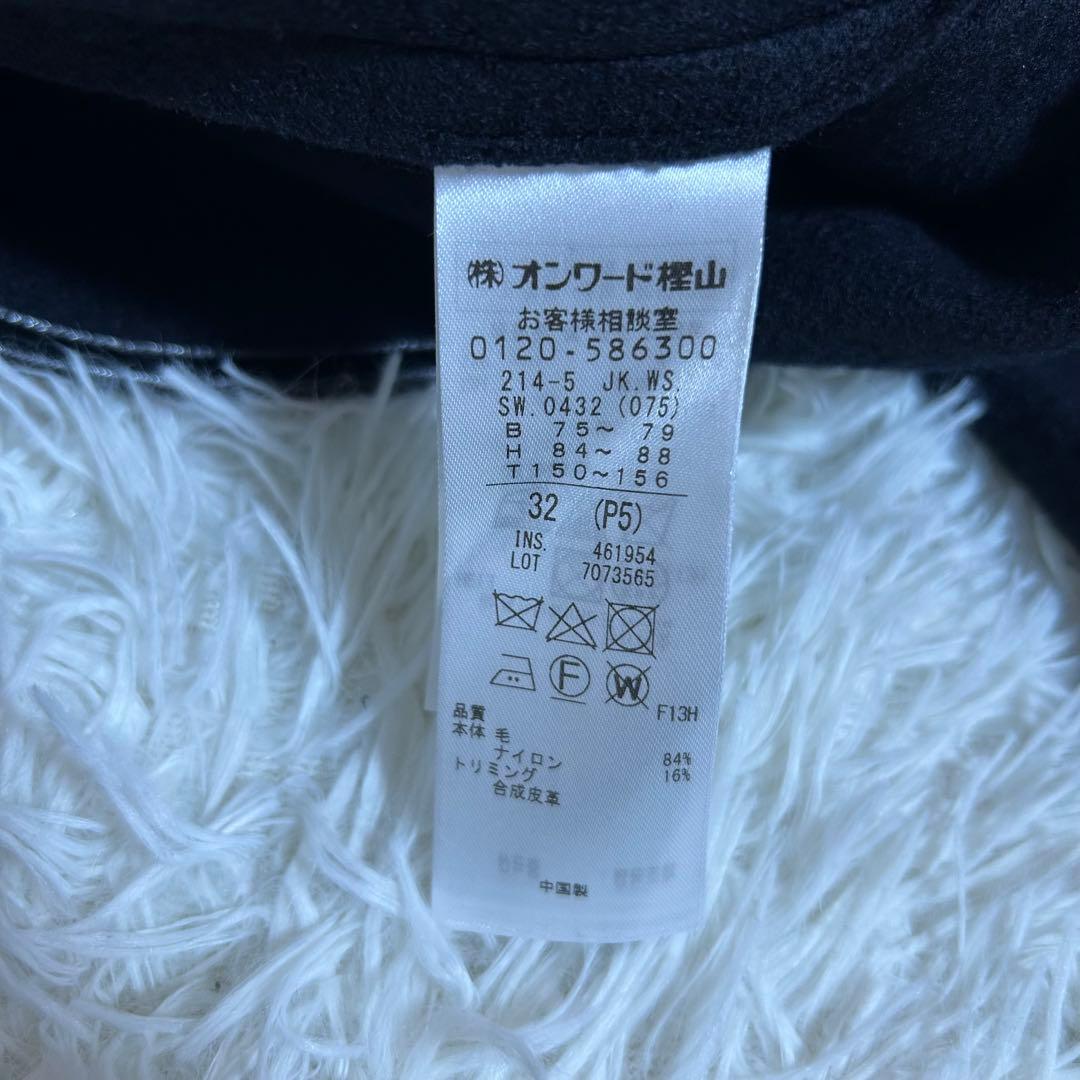 ㈱オンワード樫山
お客様相談室
0120-586300
214-5 JK.WS.
SW.0432 (075)
B 75～ 79
H 84～ 88
T150～156
32 (P5)
INS. 461954
LOT 7073565
F W
F13H
品質
本体 毛 84%
ナイロン 16%
トリミング
合成皮革
中国製